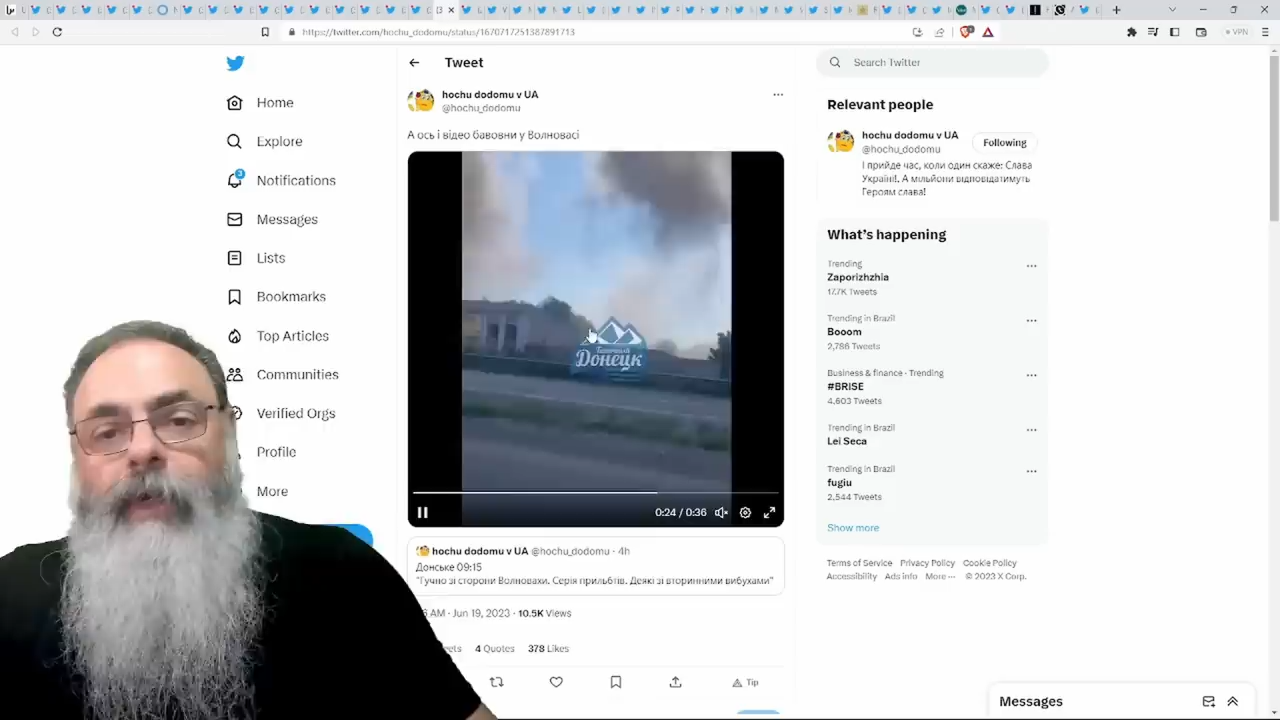 https://twitter.com/hochu_dodomu/status/1670717251387891713
VPN
Home
Explore
3
Notifications
Messages
Lists
Bookmarks
Top Articles
Communities
Verified Orgs
Profile
More
Tweet
hochu dodomu v UA
@hochu_dodomu
А ось і відео бавовни у Волновасі
Типичный
Донецк
0:24 / 0:36
hochu dodomu v UA @hochu_dodomu · 4h
Донське 09:15
"Гучно зі сторони Волновахи. Серія прильотів. Деякі зі вторинними вибухами"
AM · Jun 19, 2023 · 10.5K Views
4 Quotes 378 Likes
Tip
Search Twitter
Relevant people
hochu dodomu v UA
@hochu_dodomu
Following
І прийде час, коли один скаже: Слава
Україні!. А мільйони відповідатимуть
Героям слава!
What's happening
Trending
Zaporizhzhia
17.7K Tweets
Trending in Brazil
Booom
2,786 Tweets
Business & finance · Trending
#BRISE
4,603 Tweets
Trending in Brazil
Lei Seca
Trending in Brazil
fugiu
2,544 Tweets
Show more
Terms of Service Privacy Policy Cookie Policy
Accessibility Ads info More ··· © 2023 X Corp.
Messages